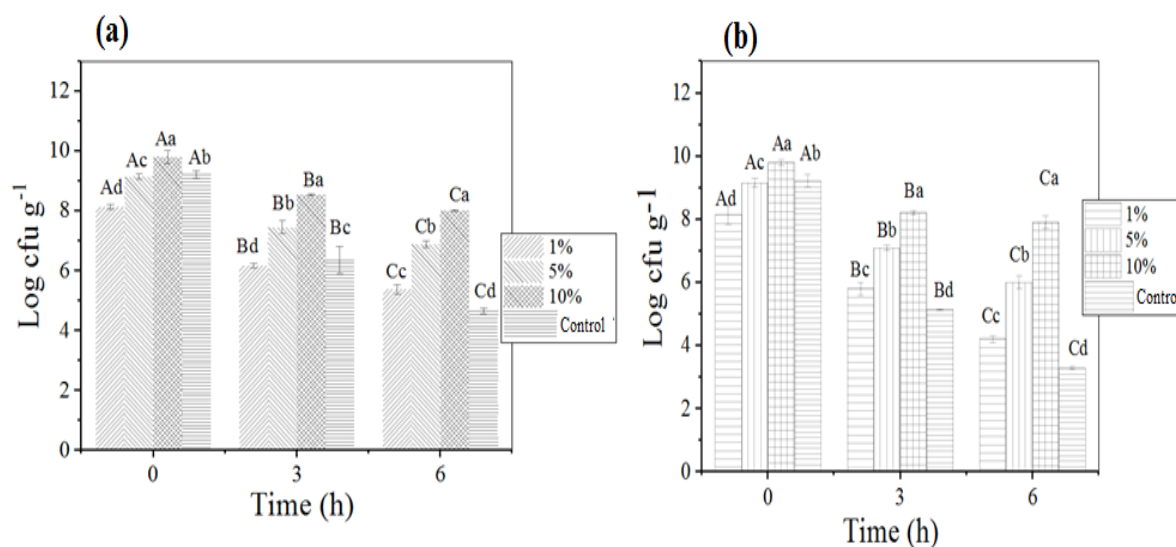 (a)
12
10
8
6
4
2
0
Log cfu g-1
Ad Ac Aa Ab
Bd Bb Ba Bc
Cc Cb Ca Cd
0 3 6
Time (h)
1%
5%
10%
Control
(b)
12
10
8
6
4
2
0
Log cfu g-1
Ad Ac Aa Ab
Bc Bb Ba Bd
Cc Cb Ca Cd
0 3 6
Time (h)
1%
5%
10%
Contro